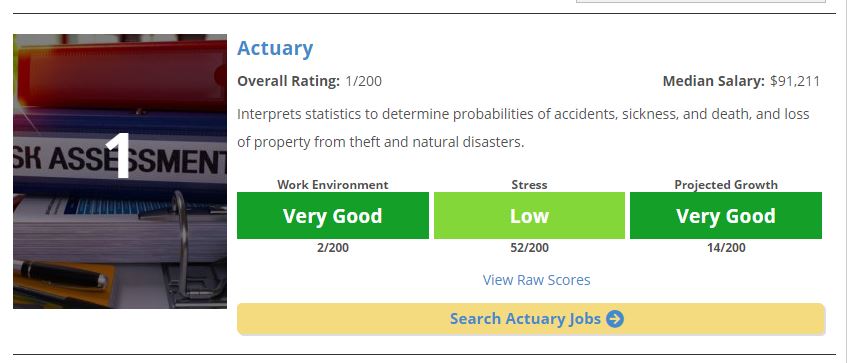 SK ASSESSMENT
1
Actuary
Overall Rating: 1/200 Median Salary: $91,211
Interprets statistics to determine probabilities of accidents, sickness, and death, and loss
of property from theft and natural disasters.
Work Environment Stress Projected Growth
Very Good Low Very Good
2/200 52/200 14/200
View Raw Scores
Search Actuary Jobs